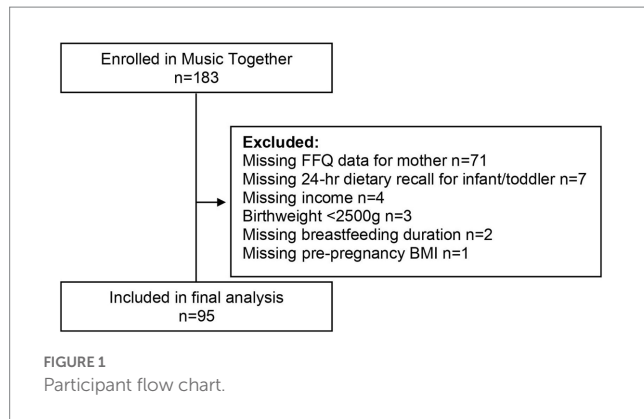 Enrolled in Music Together
n=183
Excluded:
Missing FFQ data for mother n=71
Missing 24-hr dietary recall for infant/toddler n=7
Missing income n=4
Birthweight <2500g n=3
Missing breastfeeding duration n=2
Missing pre-pregnancy BMI n=1
Included in final analysis
n=95
FIGURE 1
Participant flow chart.